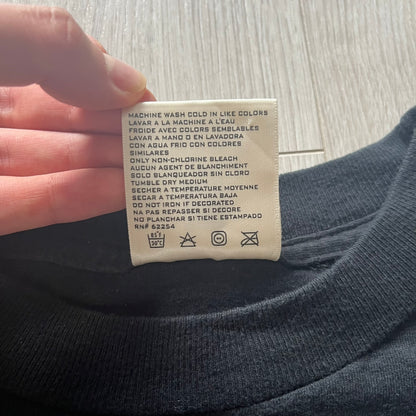 MACHINE WASH COLD IN LIKE COLORS
LAVAR A LA MACHINE A L'EAU
FROIDE AVEC COLORS SEMBLABLES
LAVAR A MANO O EN LAVADORA
CON AGUA FRIO CON COLORES
SIMILARES
ONLY NON-CHLORINE BLEACH
AUCUN AGENT DE BLANCHIMENT
SOLO BLANQUEADOR SIN CLORO
TUMBLE DRY MEDIUM
SECHER A TEMPERATURE MOYENNE
SECAR A TEMPERATURA BAJA
DO NOT IRON IF DECORATED
NA PAS REPASSER SI DECORE
NO PLANCHAR SI TIENE ESTAMPADO
RN# 62254
85°F
30°C